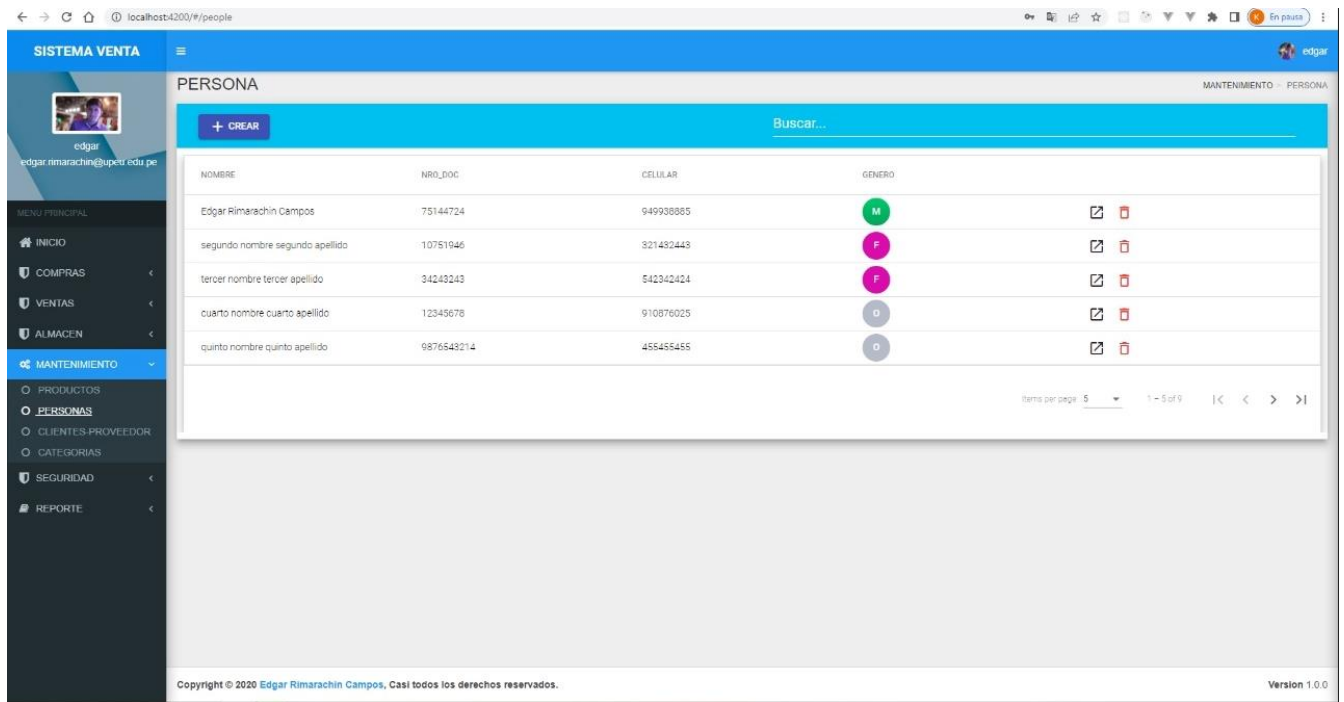 localhost:4200/#/people
En pausa
SISTEMA VENTA
edgar
edgar
edgar.rimarachin@upeu.edu.pe
PERSONA
MANTENIMIENTO > PERSONA
+ CREAR
Buscar...
NOMBRE NRO_DOC CELULAR GENERO
Edgar Rimarachin Campos 75144724 949938885 M
segundo nombre segundo apellido 10751946 321432443 F
tercer nombre tercer apellido 34243243 542342424 F
cuarto nombre cuarto apellido 12345678 910876025 O
quinto nombre quinto apellido 9876543214 455455455 O
Items per page 5 1 – 5 of 9
MENU PRINCIPAL
INICIO
COMPRAS
VENTAS
ALMACEN
MANTENIMIENTO
PRODUCTOS
PERSONAS
CLIENTES-PROVEEDOR
CATEGORIAS
SEGURIDAD
REPORTE
Copyright © 2020 Edgar Rimarachin Campos, Casi todos los derechos reservados.
Version 1.0.0